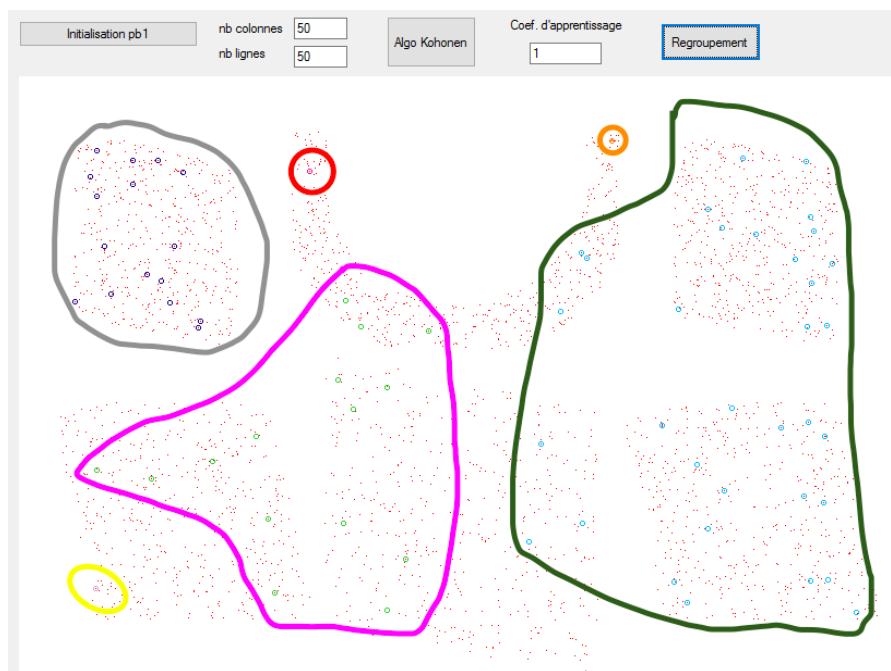 Initialisation pb1
nb colonnes 50
nb lignes 50
Algo Kohonen
Coef. d'apprentissage
1
Regroupement